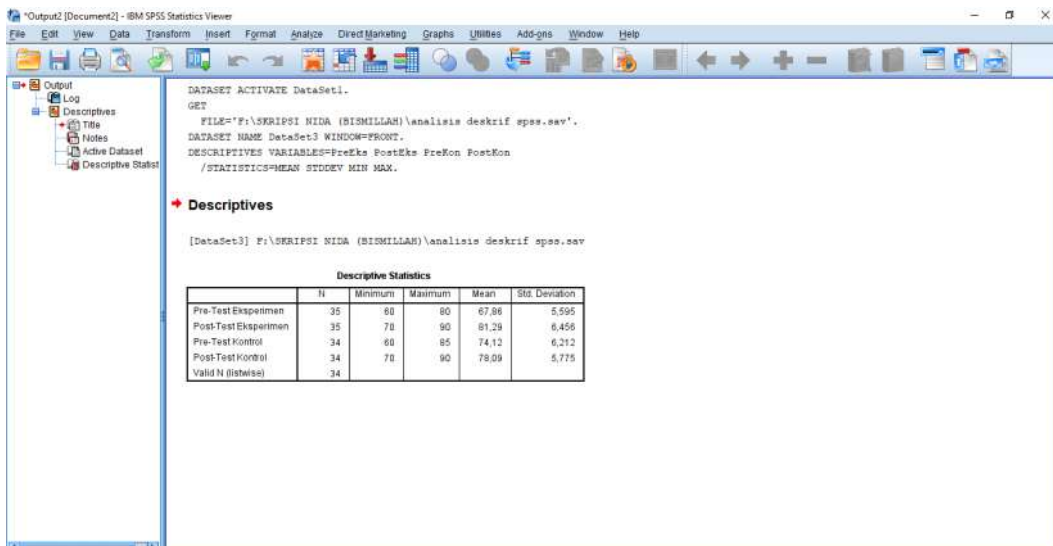 *Output2 [Document2] - IBM SPSS Statistics Viewer
File Edit View Data Transform Insert Format Analyze Direct Marketing Graphs Utilities Add-ons Window Help
Output
Log
Descriptives
Title
Notes
Active Dataset
Descriptive Statist
DATASET ACTIVATE DataSet1.
GET
FILE='F:\SKRIPSI NIDA (BISMILLAH)\analisis deskrif spss.sav'.
DATASET NAME DataSet3 WINDOW=FRONT.
DESCRIPTIVES VARIABLES=PreEks PostEks PreKon PostKon
/STATISTICS=MEAN STDDEV MIN MAX.
Descriptives
[DataSet3] F:\SKRIPSI NIDA (BISMILLAH)\analisis deskrif spss.sav
Descriptive Statistics
N Minimum Maximum Mean Std. Deviation
Pre-Test Eksperimen 35 60 80 67,86 5,595
Post-Test Eksperimen 35 70 90 81,29 6,456
Pre-Test Kontrol 34 60 85 74,12 6,212
Post-Test Kontrol 34 70 90 78,09 5,775
Valid N (listwise) 34